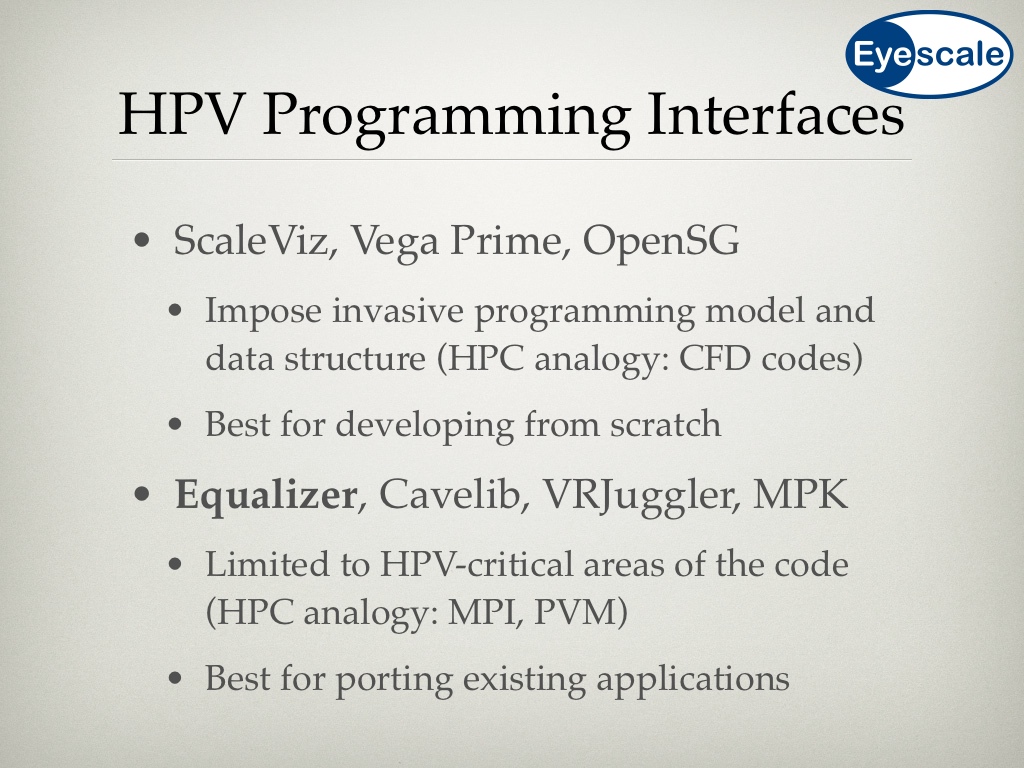 Eyescale
HPV Programming Interfaces
• ScaleViz, Vega Prime, OpenSG
• Impose invasive programming model and
data structure (HPC analogy: CFD codes)
• Best for developing from scratch
• Equalizer, Cavelib, VRJuggler, MPK
• Limited to HPV-critical areas of the code
(HPC analogy: MPI, PVM)
• Best for porting existing applications